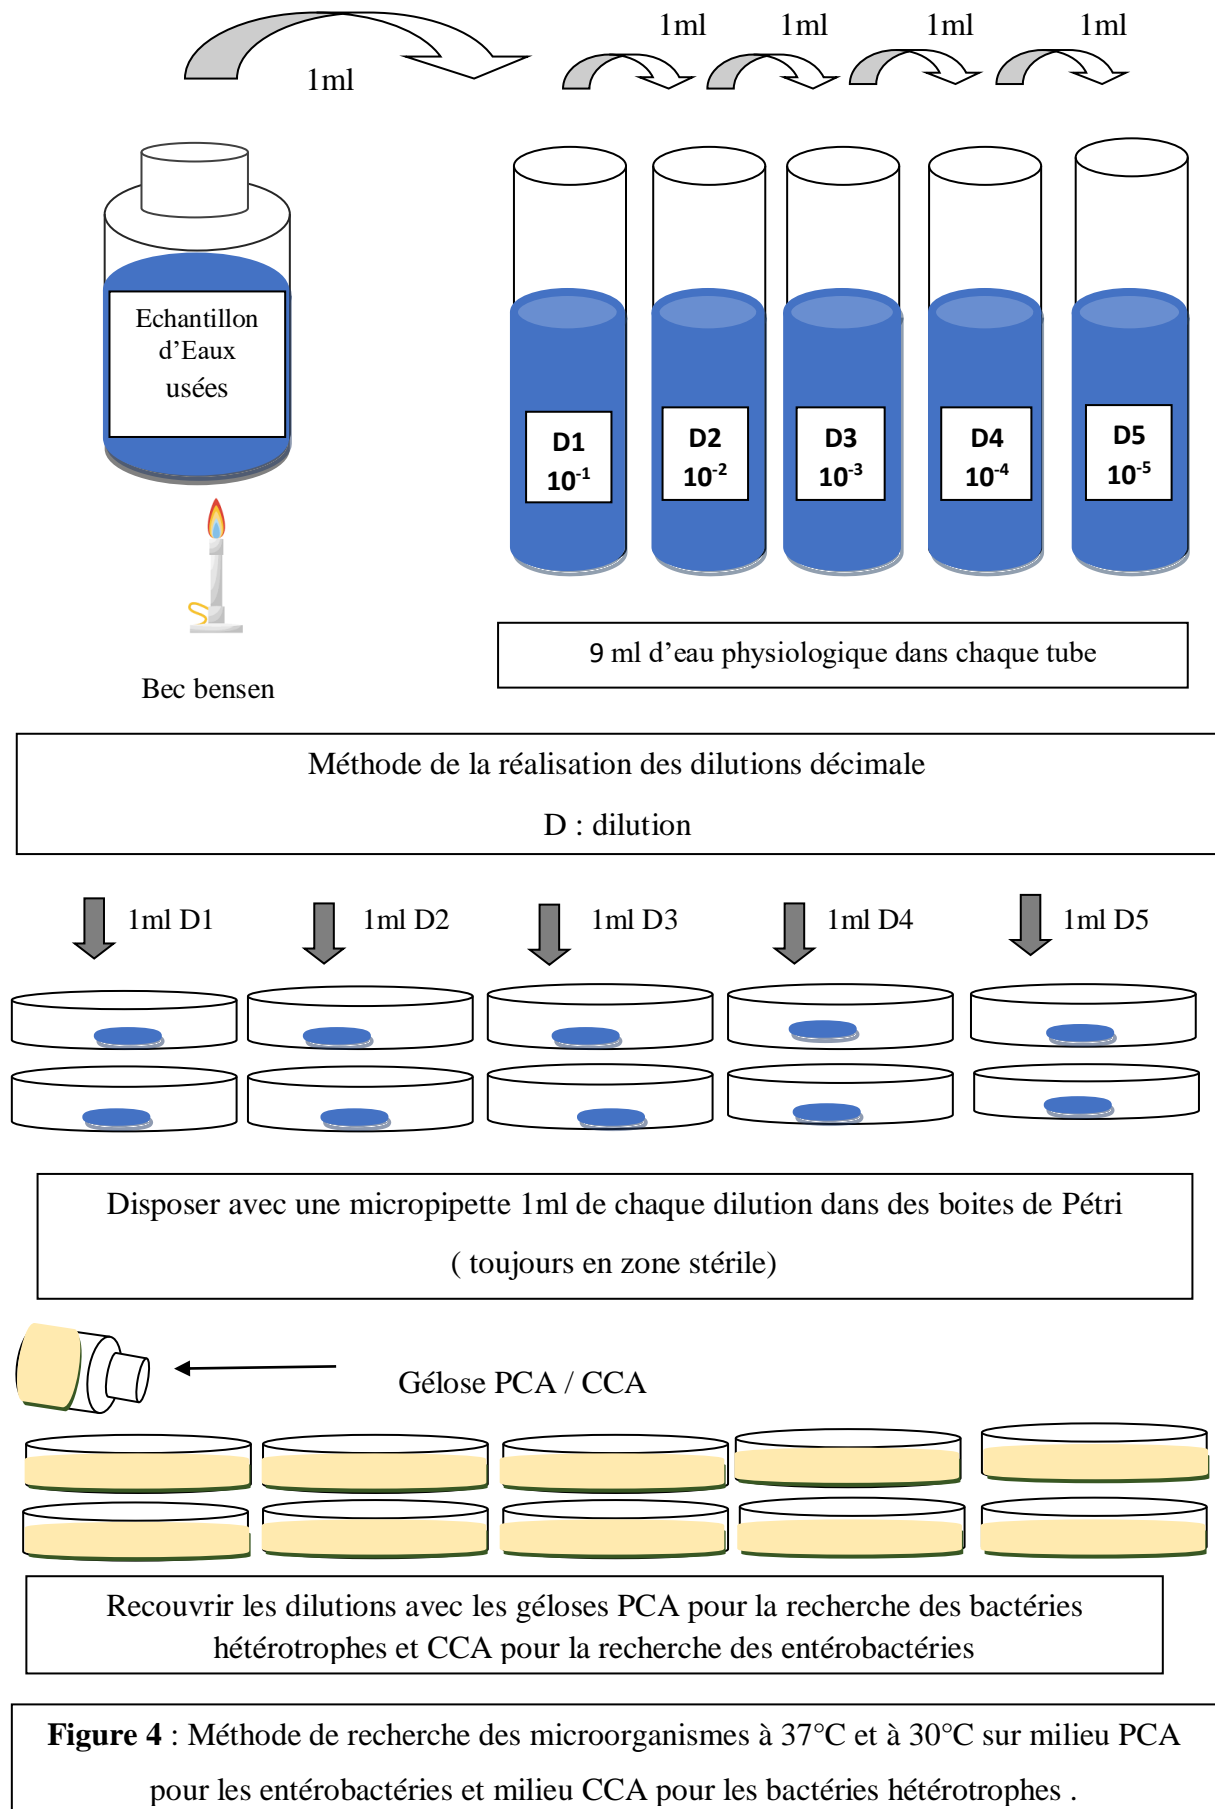 1ml 1ml 1ml 1ml
1ml
Echantillon
d’Eaux
usées
D1
10⁻¹
D2
10⁻²
D3
10⁻³
D4
10⁻⁴
D5
10⁻⁵
9 ml d’eau physiologique dans chaque tube
Bec bensen
Méthode de la réalisation des dilutions décimale
D : dilution
1ml D1 1ml D2 1ml D3 1ml D4 1ml D5
Disposer avec une micropipette 1ml de chaque dilution dans des boites de Pétri
( toujours en zone stérile)
Gélose PCA / CCA
Recouvrir les dilutions avec les géloses PCA pour la recherche des bactéries
hétérotrophes et CCA pour la recherche des entérobactéries
Figure 4 : Méthode de recherche des microorganismes à 37°C et à 30°C sur milieu PCA
pour les entérobactéries et milieu CCA pour les bactéries hétérotrophes .